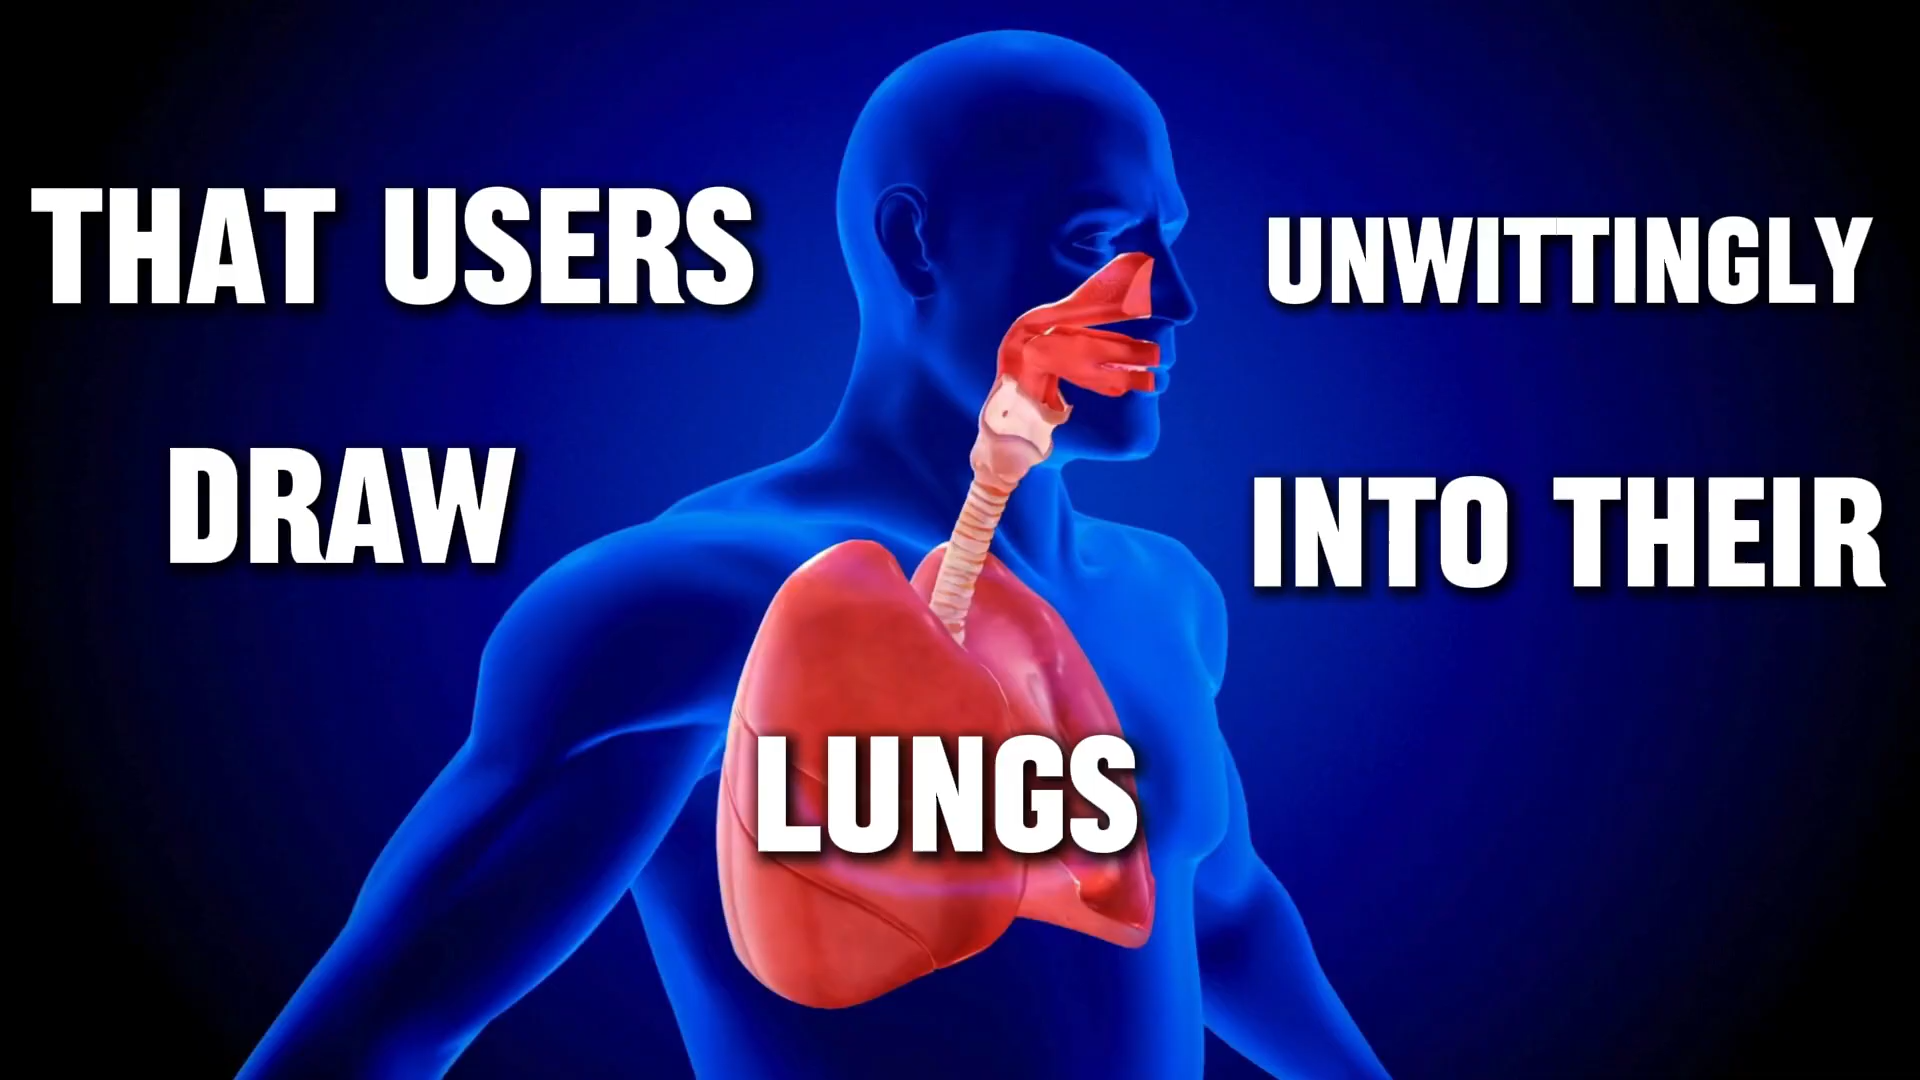 THAT USERS
UNWITTINGLY
DRAW
INTO THEIR
LUNGS